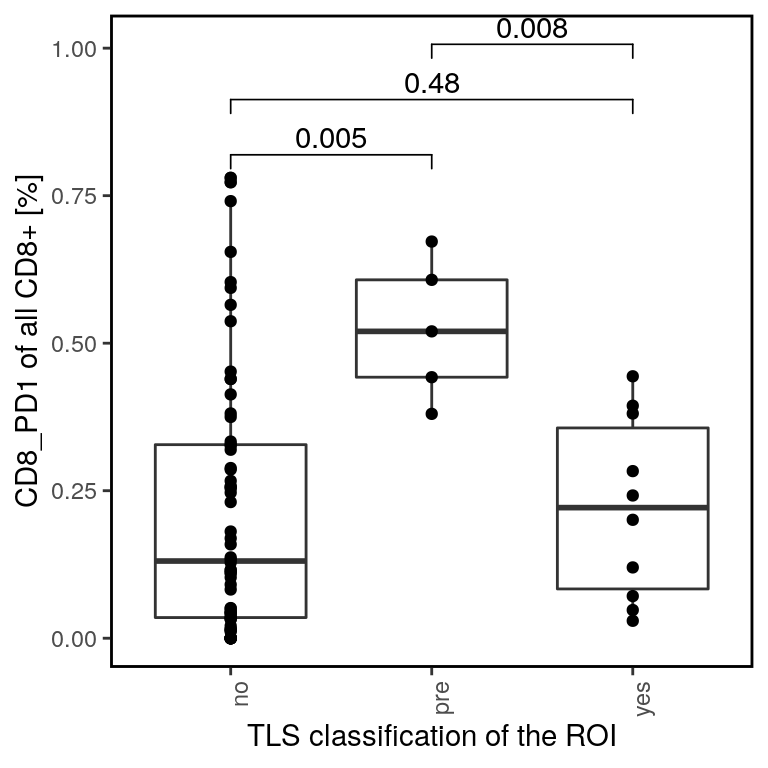 0.008
1.00
0.48
0.005
0.75
CD8_PD1 of all CD8+ [%]
0.50
0.25
0.00
no
pre
yes
TLS classification of the ROI